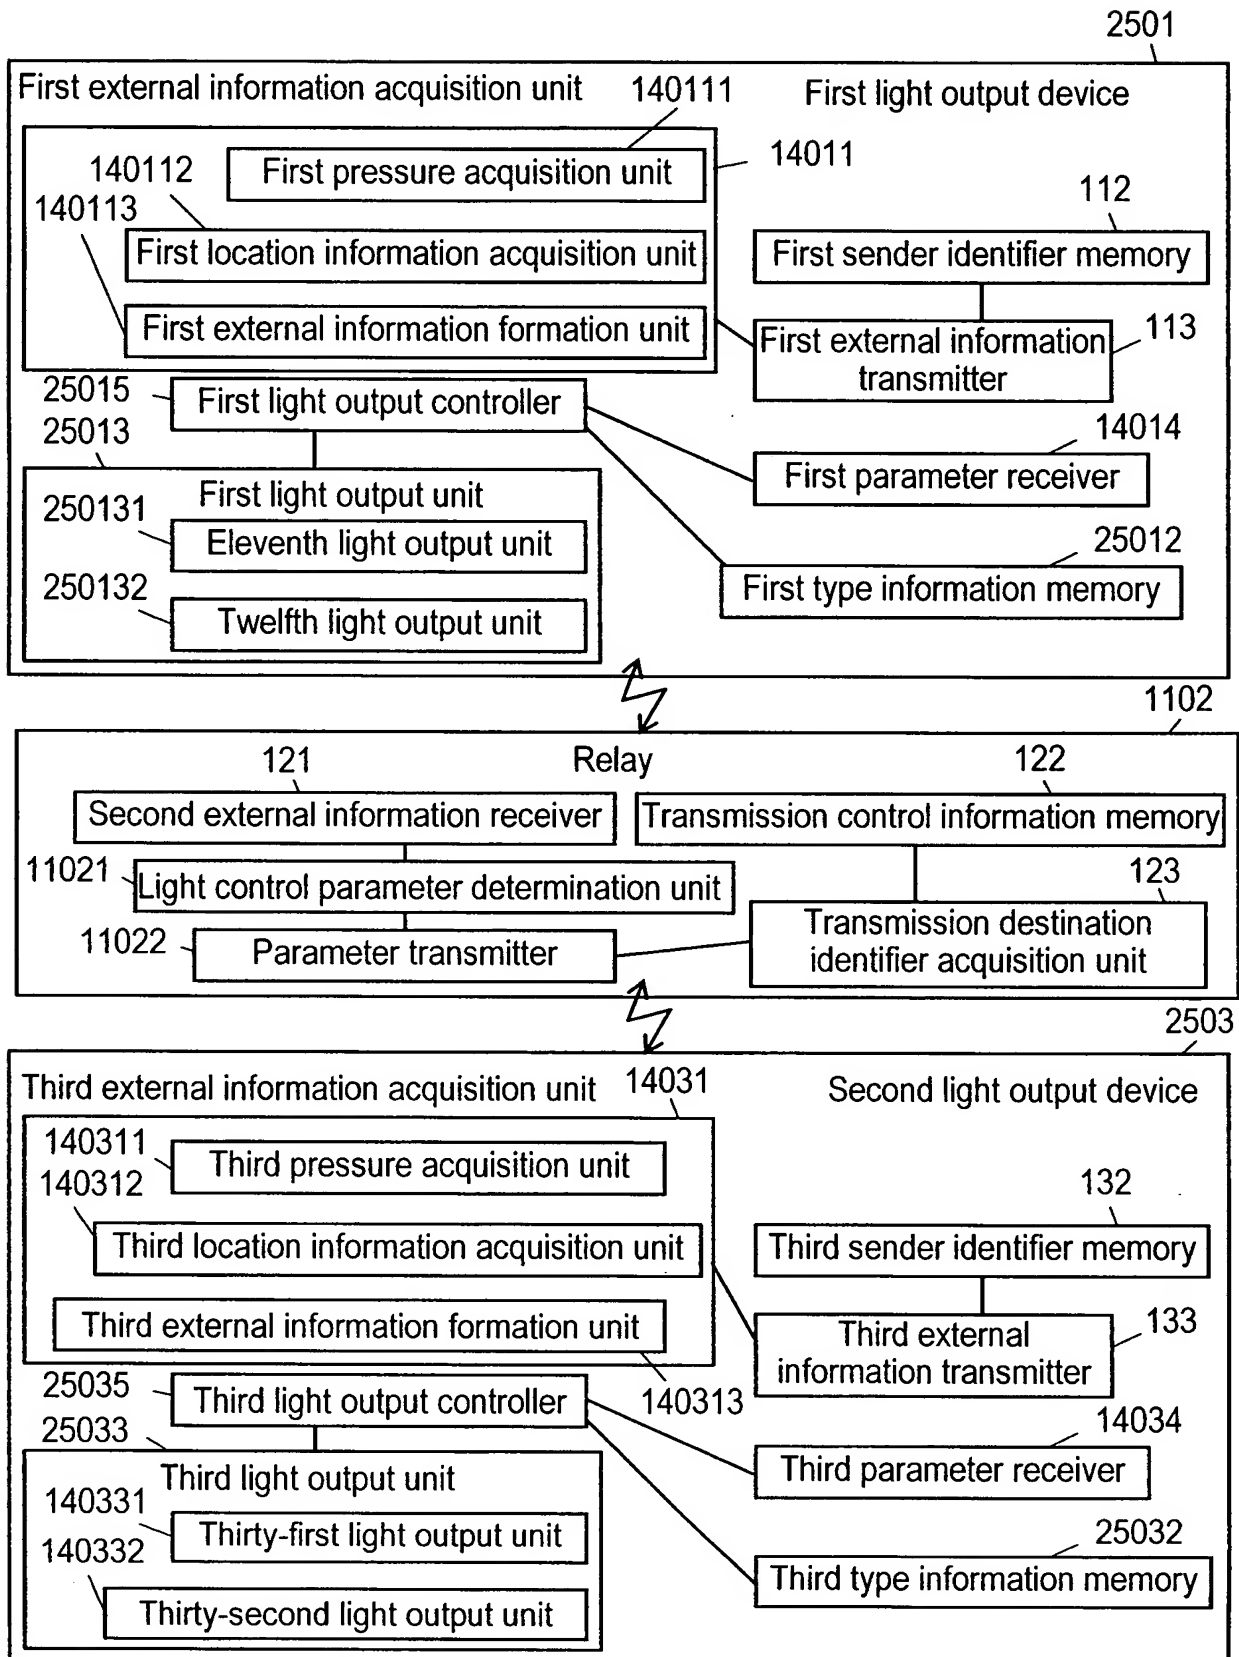 2501
First external information acquisition unit
140111
First light output device
First pressure acquisition unit
14011
140112
140113
112
First location information acquisition unit
First sender identifier memory
First external information formation unit
First external information
transmitter
113
25015
First light output controller
25013
14014
First light output unit
First parameter receiver
250131
Eleventh light output unit
25012
250132
Twelfth light output unit
First type information memory
1102
121
Relay
122
Second external information receiver
Transmission control information memory
11021
Light control parameter determination unit
123
11022
Parameter transmitter
Transmission destination
identifier acquisition unit
2503
Third external information acquisition unit
14031
Second light output device
140311
Third pressure acquisition unit
140312
132
Third location information acquisition unit
Third sender identifier memory
Third external information formation unit
Third external
information transmitter
133
25035
Third light output controller
140313
25033
14034
Third light output unit
Third parameter receiver
140331
Thirty-first light output unit
140332
25032
Third type information memory
Thirty-second light output unit